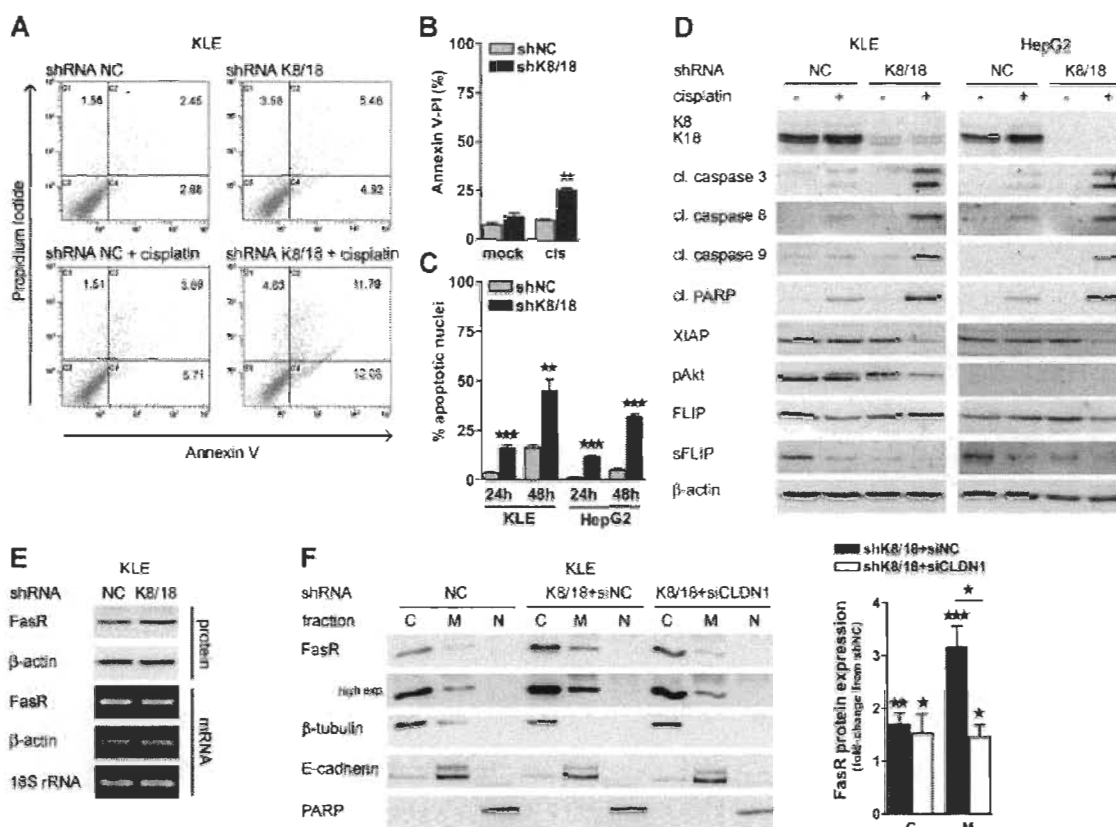 A
KLE
shRNA NC
shRNA K8/18
1.56
2.45
3.58
5.46
2.88
4.92
shRNA NC + cisplatin
shRNA K8/18 + cisplatin
1.51
3.69
4.63
11.79
5.71
12.06
Propidium Iodide
Annexin V
B
shNC
shK8/18
Annexin V-PI (%)
100
75
50
25
0
mock
cis
**
C
shNC
shK8/18
% apoptotic nuclei
100
75
50
25
0
***
**
***
***
24h
48h
24h
48h
KLE
HepG2
D
KLE
HepG2
shRNA
NC
K8/18
NC
K8/18
cisplatin
- + - + - + - +
K8
K18
cl. caspase 3
cl. caspase 8
cl. caspase 9
cl. PARP
XIAP
pAkt
FLIP
sFLIP
β-actin
E
KLE
shRNA
NC K8/18
FasR
β-actin
protein
FasR
β-actin
18S rRNA
mRNA
F
KLE
shRNA
NC
K8/18+siNC
K8/18+siCLDN1
fraction
C M N C M N C M N
FasR
high exp.
β-tubulin
E-cadherin
PARP
shK8/18+siNC
shK8/18+siCLDN1
FasR protein expression
(fold-change from shNC)
4
3
2
1
0
**
*
***
*
*
C
M